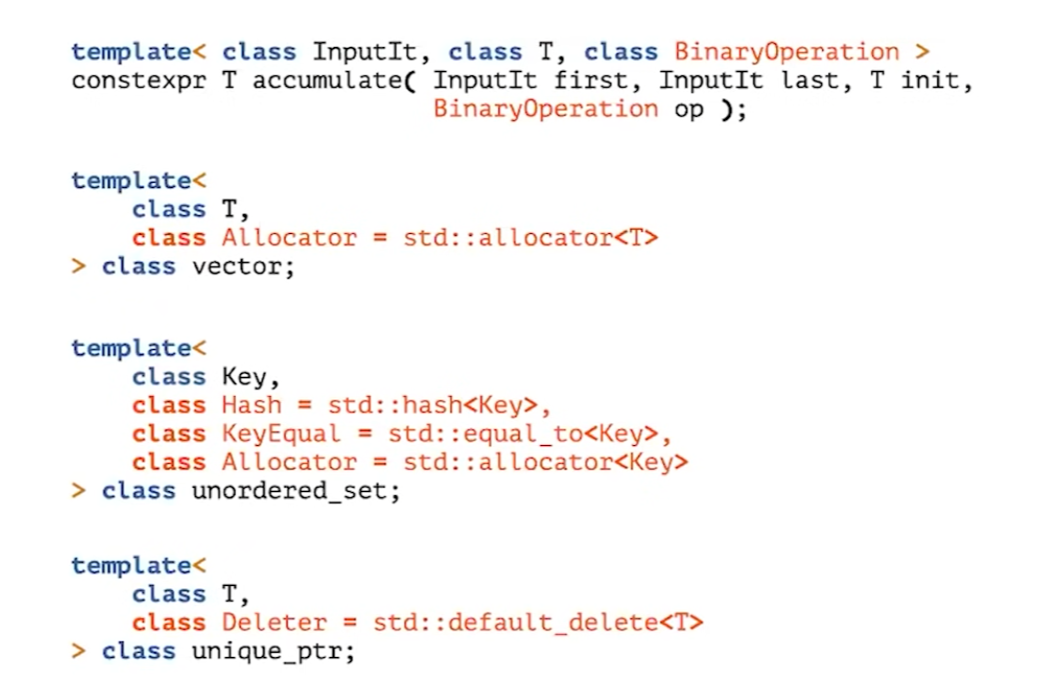 template< class InputIt, class T, class BinaryOperation >
constexpr T accumulate( InputIt first, InputIt last, T init,
                        BinaryOperation op );
template<
    class T,
    class Allocator = std::allocator<T>
> class vector;
template<
    class Key,
    class Hash = std::hash<Key>,
    class KeyEqual = std::equal_to<Key>,
    class Allocator = std::allocator<Key>
> class unordered_set;
template<
    class T,
    class Deleter = std::default_delete<T>
> class unique_ptr;